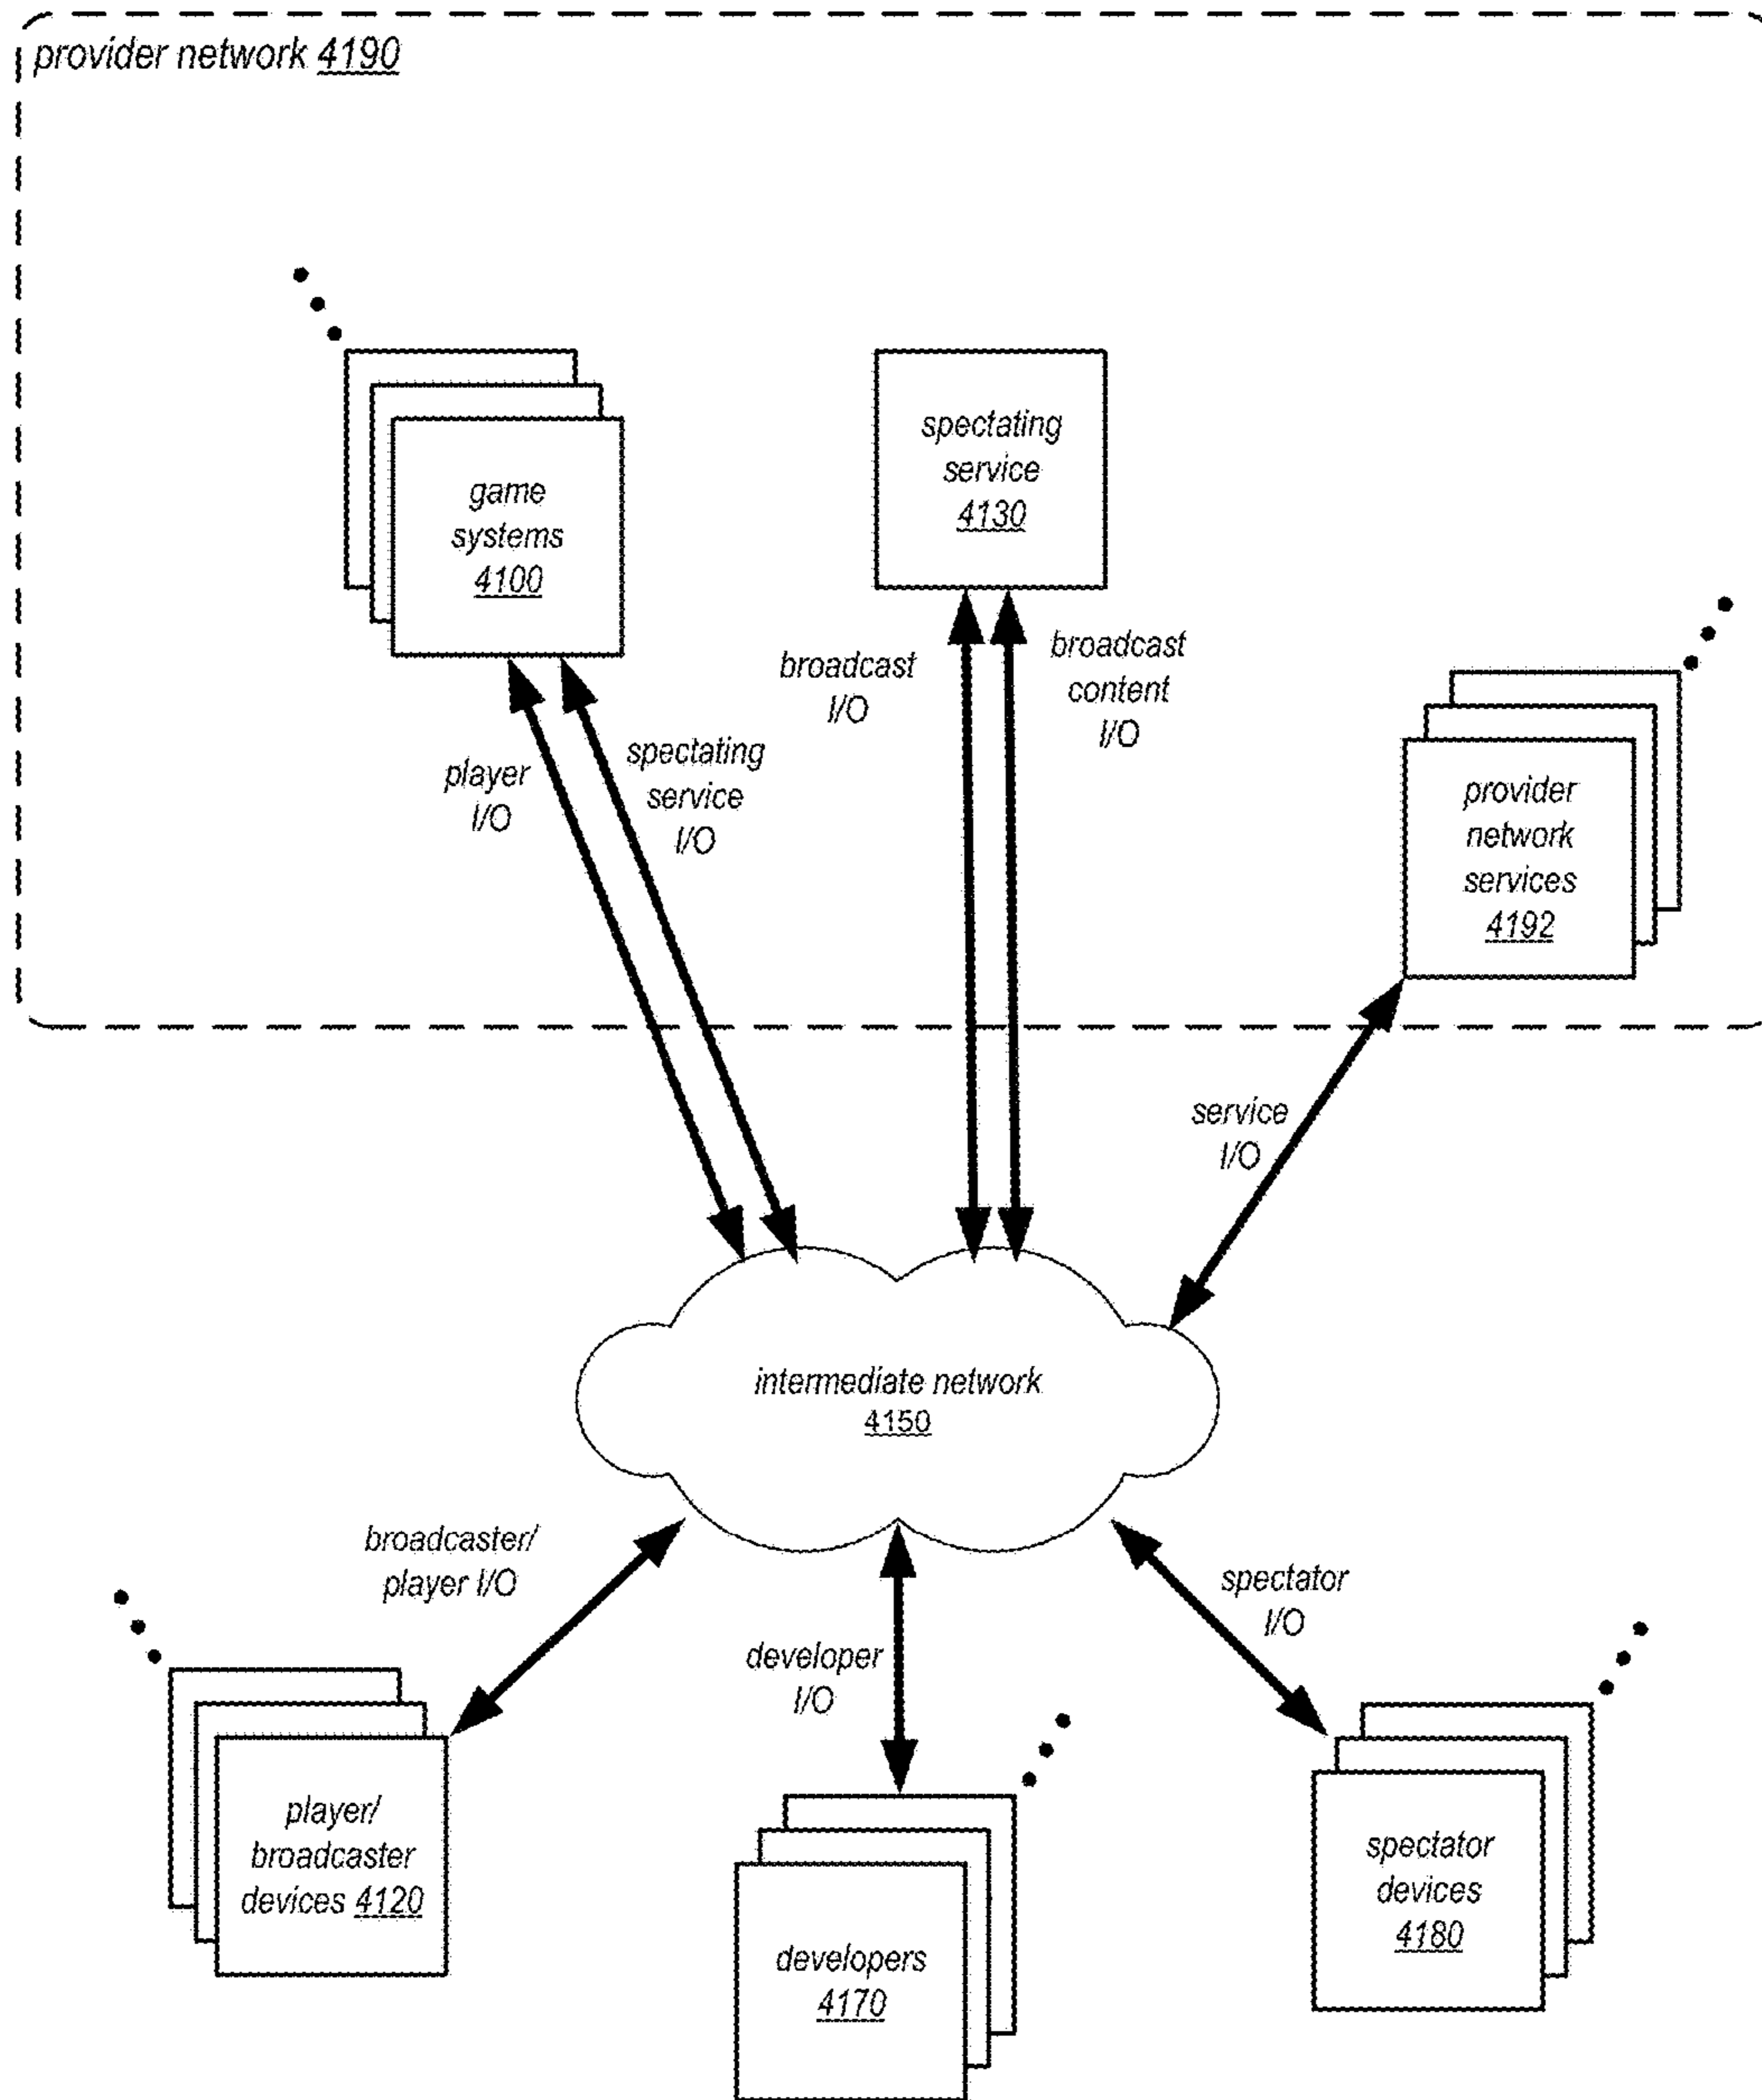 provider network 4190
game
systems
4100
spectating
service
4130
broadcast
I/O
broadcast
content
I/O
player
I/O
spectating
service
I/O
provider
network
services
4192
service
I/O
intermediate network
4150
broadcaster/
player I/O
developer
I/O
spectator
I/O
player/
broadcaster
devices 4120
developers
4170
spectator
devices
4180